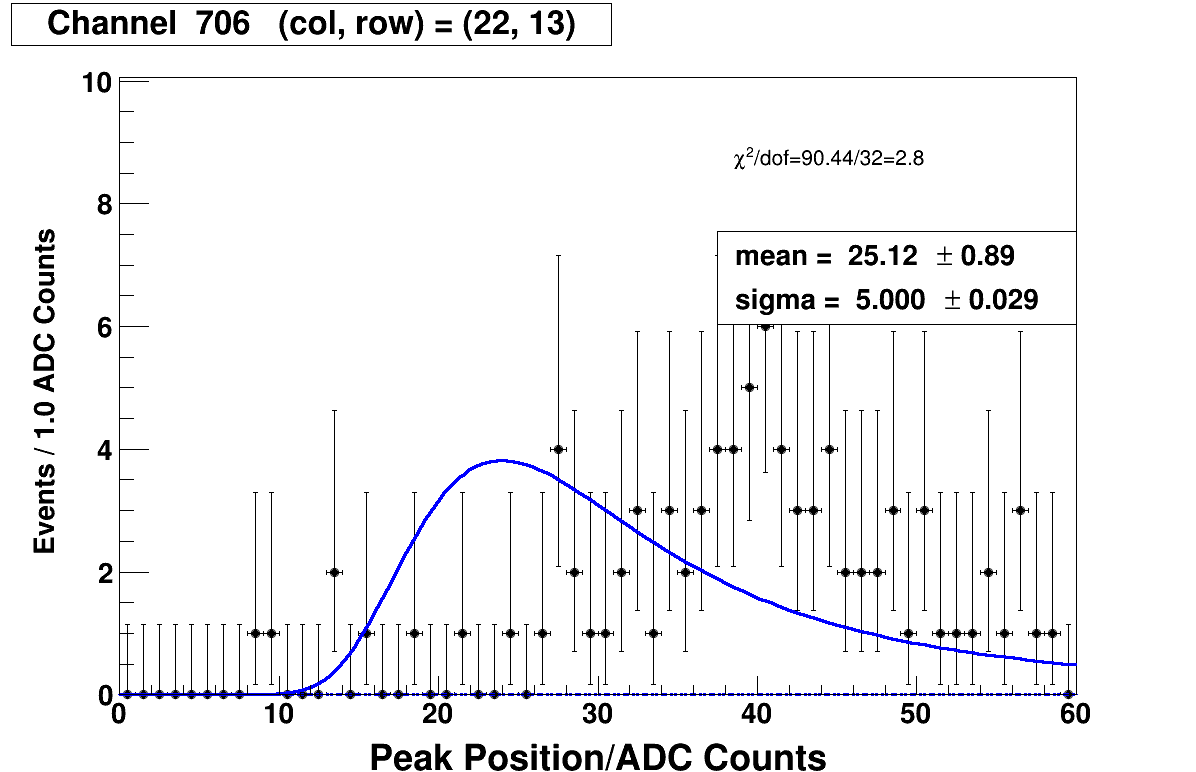 Channel 706 (col, row) = (22, 13)
10
χ²/dof=90.44/32=2.8
8
mean = 25.12 ± 0.89
sigma = 5.000 ± 0.029
6
4
2
0
Events / 1.0 ADC Counts
0 10 20 30 40 50 60
Peak Position/ADC Counts